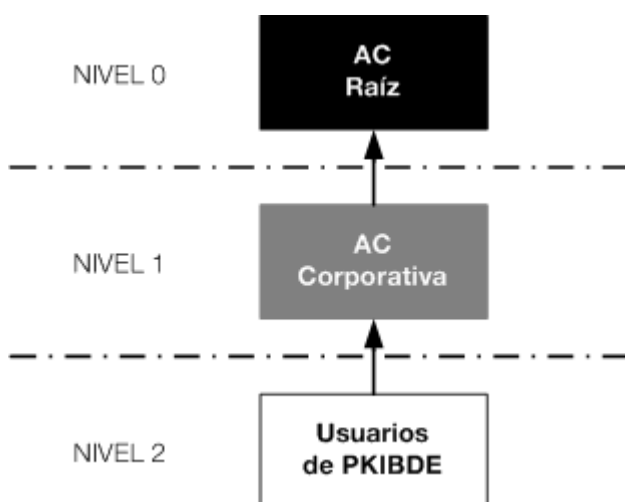 NIVEL 0
AC
Raíz
NIVEL 1
AC
Corporativa
NIVEL 2
Usuarios
de PKIBDE